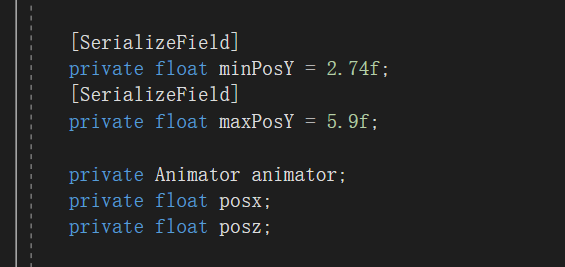 [SerializeField]
private float minPosY = 2.74f;
[SerializeField]
private float maxPosY = 5.9f;
private Animator animator;
private float posx;
private float posz;